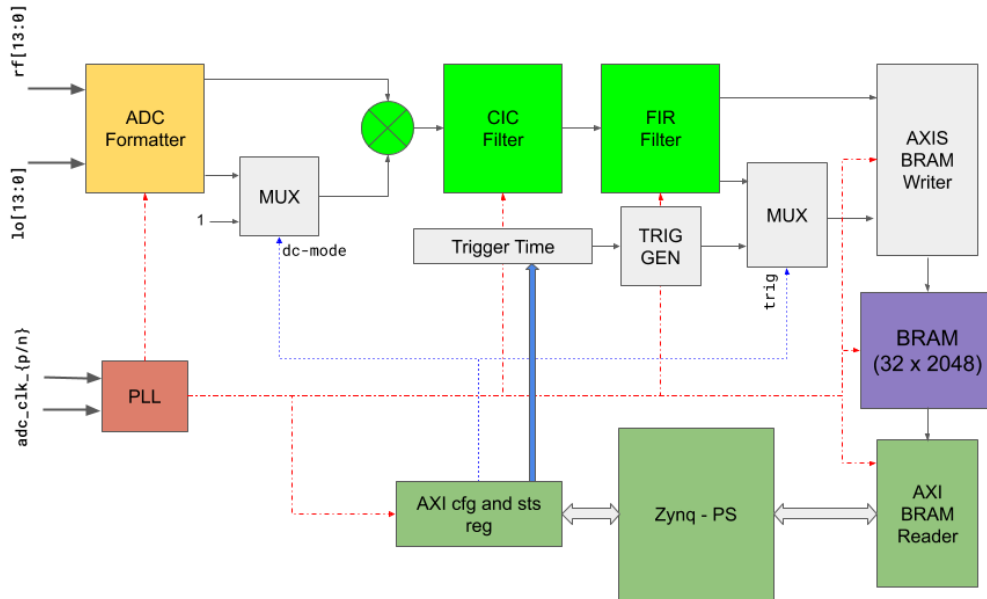 rf[13:0]
lo[13:0]
ADC
Formatter
MUX
1
dc-mode
CIC
Filter
FIR
Filter
Trigger Time
TRIG
GEN
MUX
trig
AXIS
BRAM
Writer
BRAM
(32 x 2048)
adc_clk_{p/n}
PLL
AXI cfg and sts
reg
Zynq - PS
AXI
BRAM
Reader